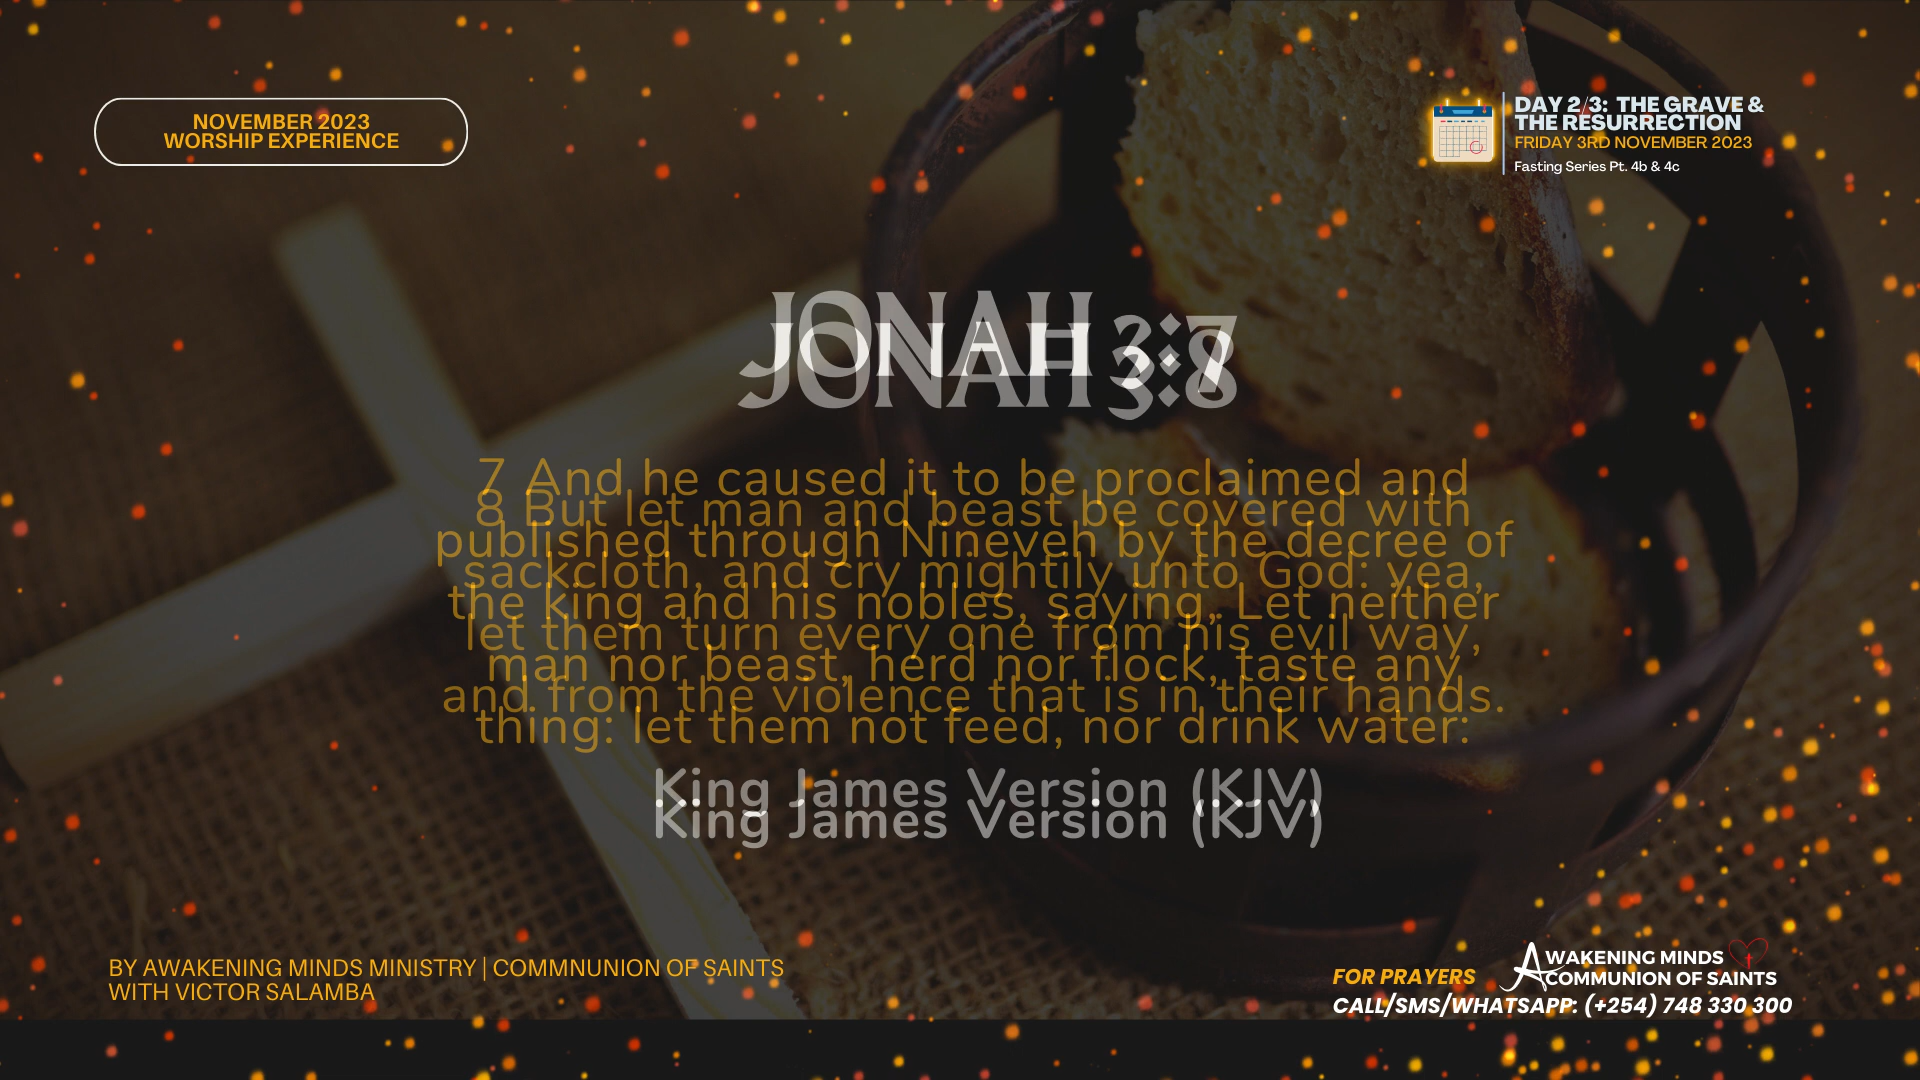 NOVEMBER 2023
WORSHIP EXPERIENCE
DAY 2/3: THE GRAVE &
THE RESURRECTION
FRIDAY 3RD NOVEMBER 2023
Fasting Series Pt. 4b & 4c
JONAH 3:7
JONAH 3:8
7 And he caused it to be proclaimed and
8 But let man and beast be covered with
published through Nineveh by the decree of
sackcloth, and cry mightily unto God: yea,
the king and his nobles, saying, Let neither
let them turn every one from his evil way,
man nor beast, herd nor flock, taste any
and from the violence that is in their hands.
thing: let them not feed, nor drink water:
King James Version (KJV)
King James Version (KJV)
BY AWAKENING MINDS MINISTRY | COMMNUNION OF SAINTS
WITH VICTOR SALAMBA
FOR PRAYERS
AWAKENING MINDS
COMMUNION OF SAINTS
CALL/SMS/WHATSAPP: (+254) 748 330 300